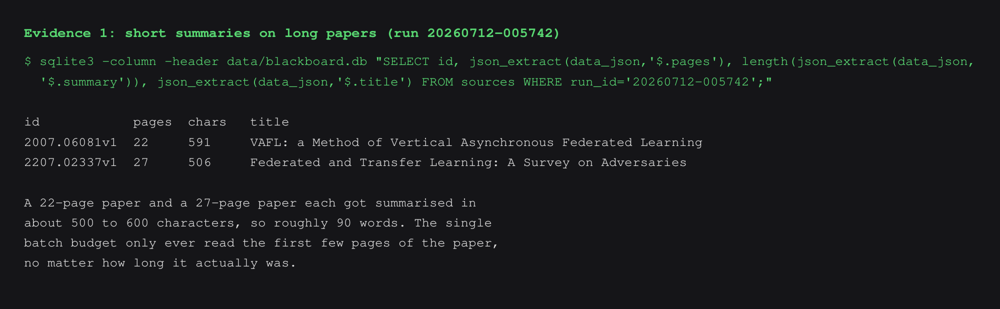 Evidence 1: short summaries on long papers (run 20260712-005742)
$ sqlite3 -column -header data/blackboard.db "SELECT id, json_extract(data_json,'$.pages'), length(json_extract(data_json,
'$.summary')), json_extract(data_json,'$.title') FROM sources WHERE run_id='20260712-005742';"
id pages chars title
2007.06081v1 22 591 VAFL: a Method of Vertical Asynchronous Federated Learning
2207.02337v1 27 506 Federated and Transfer Learning: A Survey on Adversaries
A 22-page paper and a 27-page paper each got summarised in
about 500 to 600 characters, so roughly 90 words. The single
batch budget only ever read the first few pages of the paper,
no matter how long it actually was.